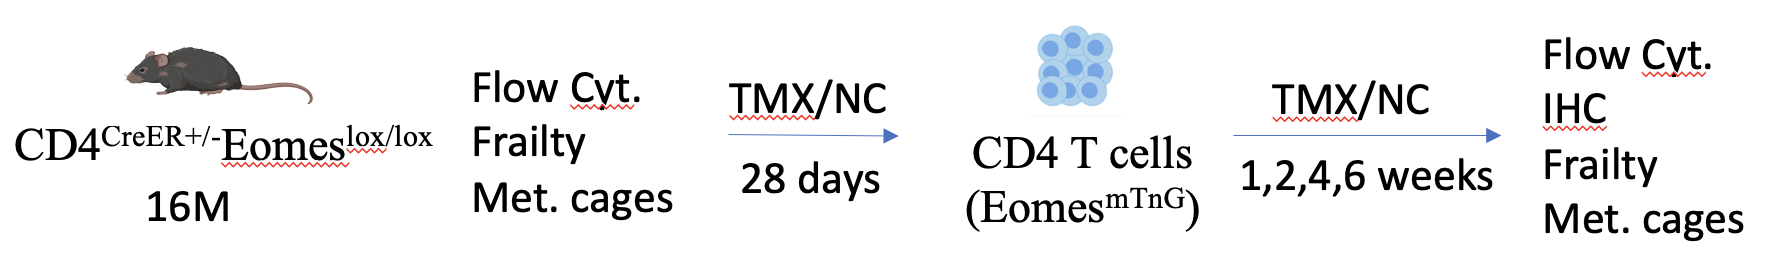 CD4CreER+/-Eomeslox/lox
16M
Flow Cyt.
Frailty
Met. cages
TMX/NC
28 days
CD4 T cells
(EomesmTnG)
TMX/NC
1,2,4,6 weeks
Flow Cyt.
IHC
Frailty
Met. cages